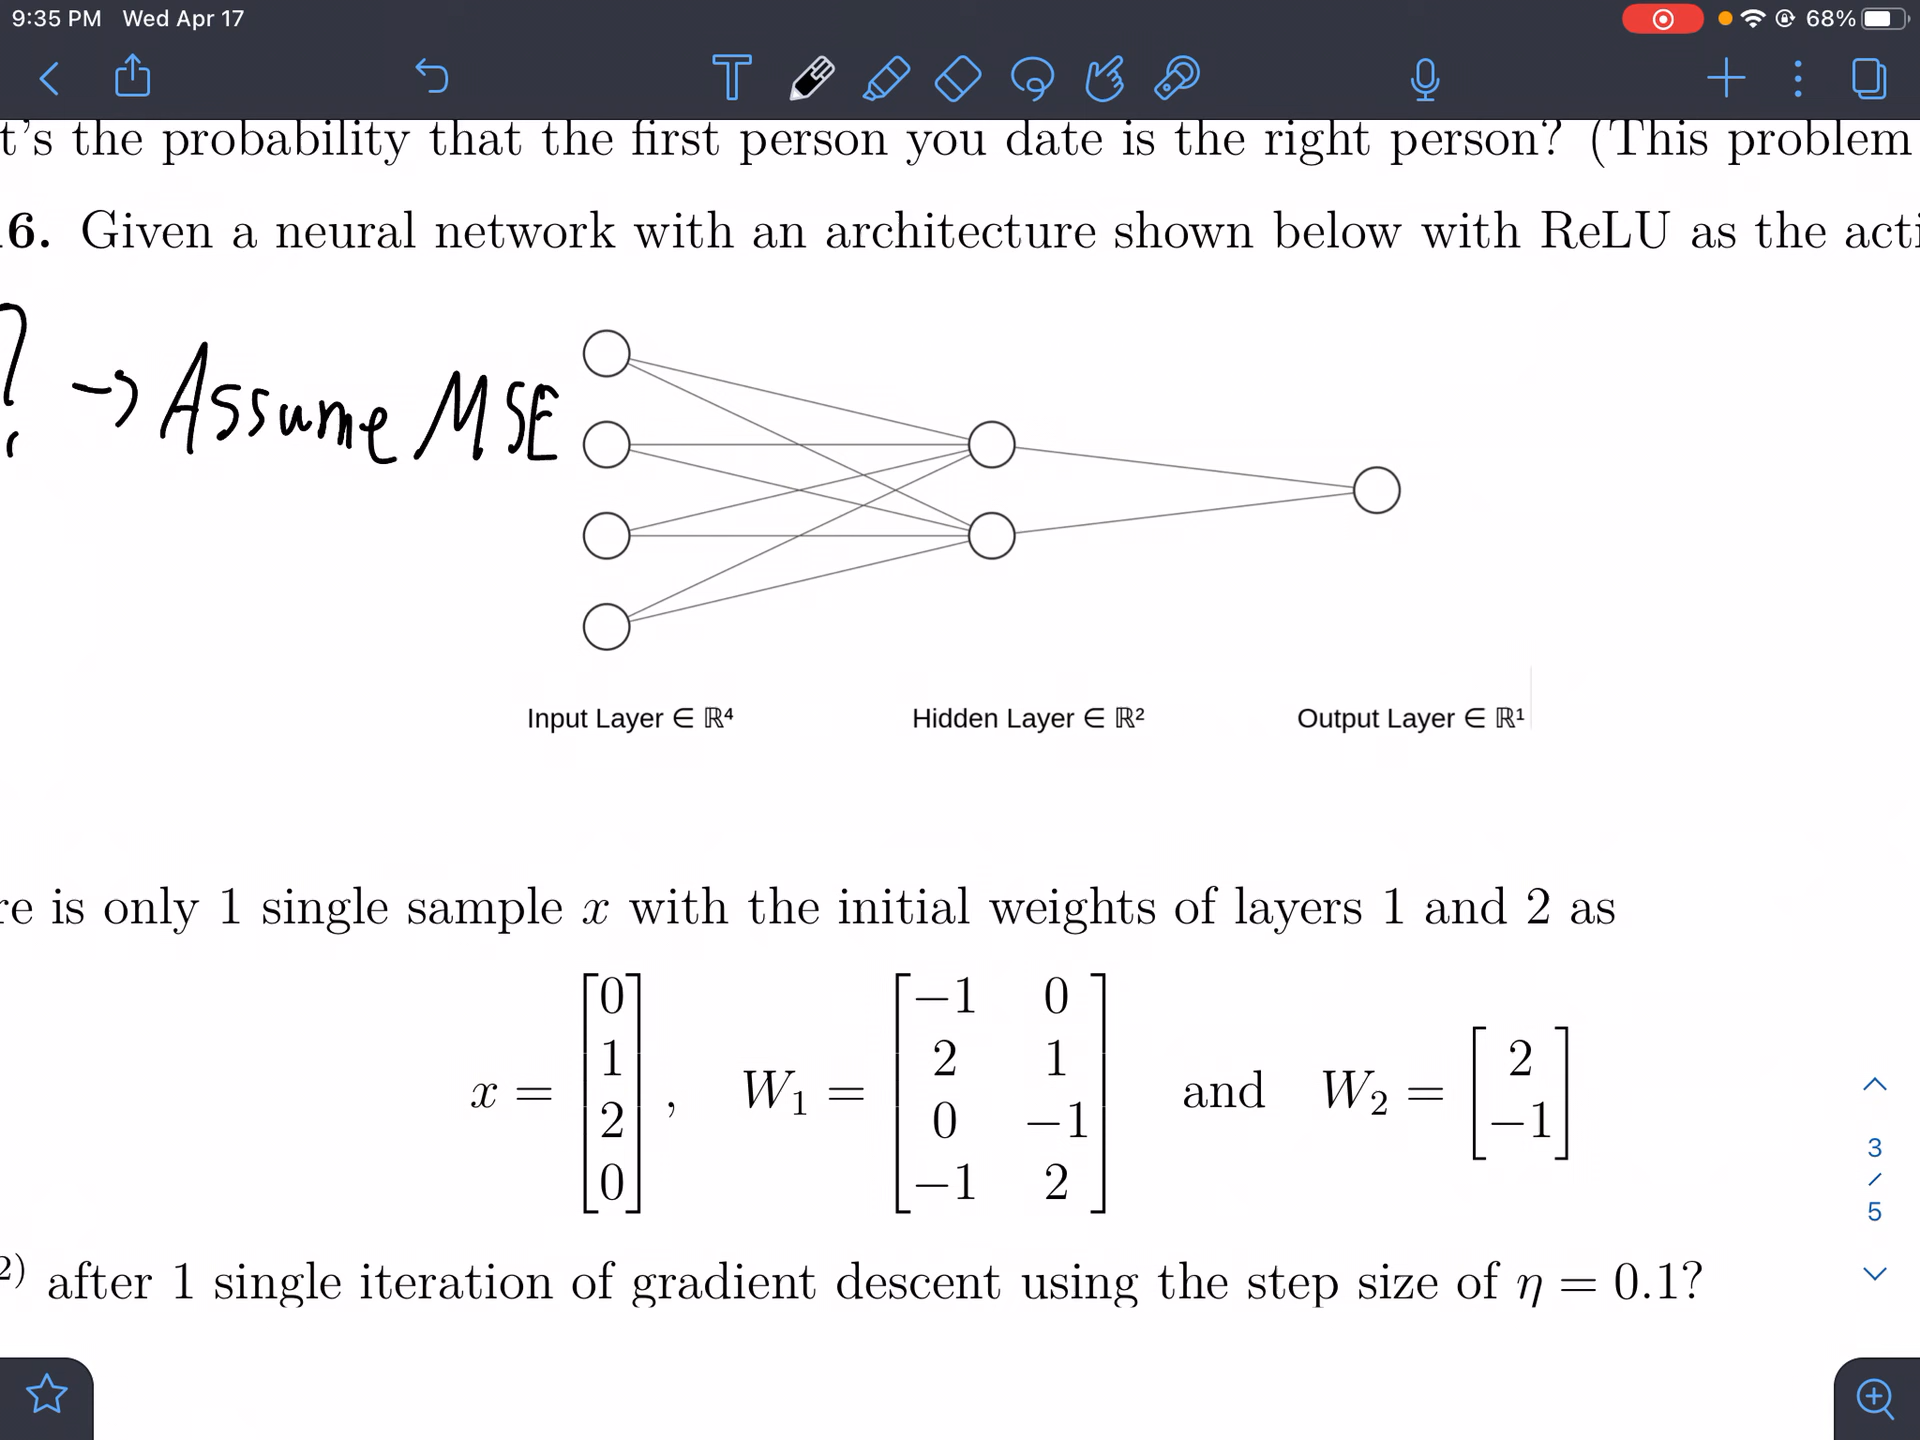 9:35 PM Wed Apr 17 68%
t's the probability that the first person you date is the right person? (This problem
6. Given a neural network with an architecture shown below with ReLU as the acti
? → Assume MSE
Input Layer ∈ ℝ⁴ Hidden Layer ∈ ℝ² Output Layer ∈ ℝ¹
re is only 1 single sample x with the initial weights of layers 1 and 2 as
x = [0 1 2 0], W₁ = [−1 0; 2 1; 0 −1; −1 2] and W₂ = [2 −1]
3 / 5
2) after 1 single iteration of gradient descent using the step size of η = 0.1?